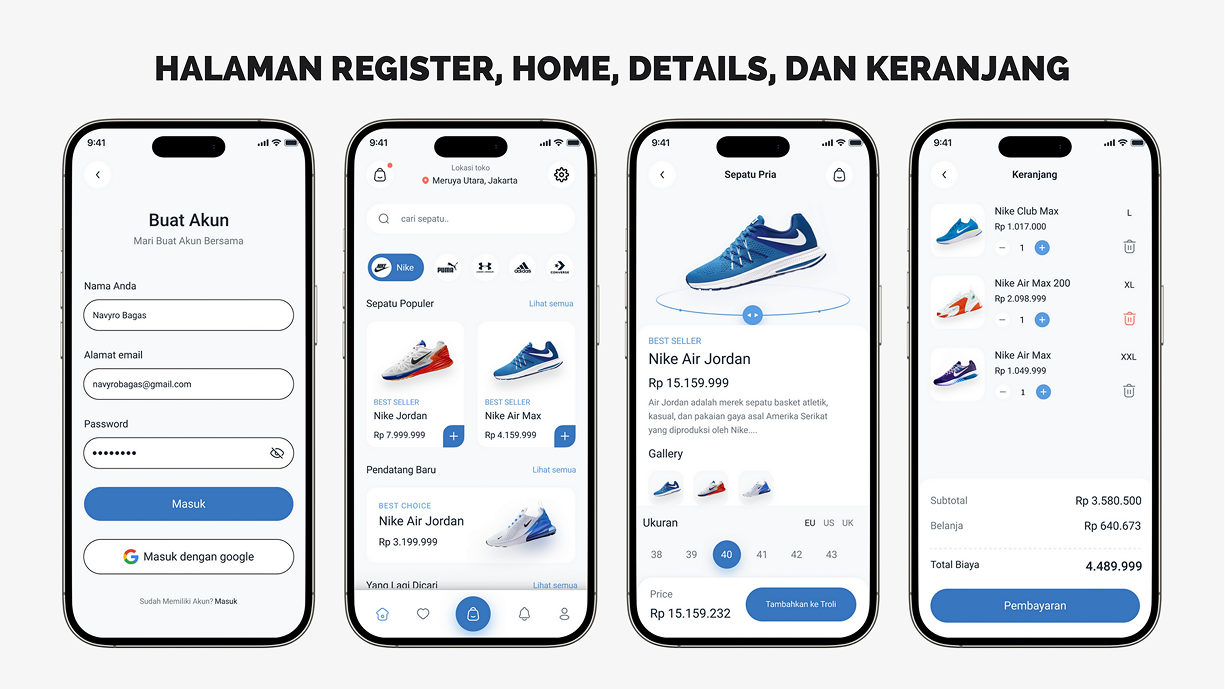 HALAMAN REGISTER, HOME, DETAILS, DAN KERANJANG
9:41
Buat Akun
Mari Buat Akun Bersama
Nama Anda
Navyro Bagas
Alamat email
navyrobagas@gmail.com
Password
Masuk
Masuk dengan google
Sudah Memiliki Akun? Masuk
9:41
Lokasi toko
Meruya Utara, Jakarta
cari sepatu..
Nike
PUMA
adidas
CONVERSE
Sepatu Populer
Lihat semua
BEST SELLER
Nike Jordan
Rp 7.999.999
BEST SELLER
Nike Air Max
Rp 4.159.999
Pendatang Baru
Lihat semua
BEST CHOICE
Nike Air Jordan
Rp 3.199.999
Yang Lagi Dicari
Lihat semua
9:41
Sepatu Pria
BEST SELLER
Nike Air Jordan
Rp 15.159.999
Air Jordan adalah merek sepatu basket atletik,
kasual, dan pakaian gaya asal Amerika Serikat
yang diproduksi oleh Nike....
Gallery
Ukuran
EU US UK
38 39 40 41 42 43
Price
Rp 15.159.232
Tambahkan ke Troli
9:41
Keranjang
Nike Club Max
L
Rp 1.017.000
1
Nike Air Max 200
XL
Rp 2.098.999
1
Nike Air Max
XXL
Rp 1.049.999
1
Subtotal
Rp 3.580.500
Belanja
Rp 640.673
Total Biaya
4.489.999
Pembayaran